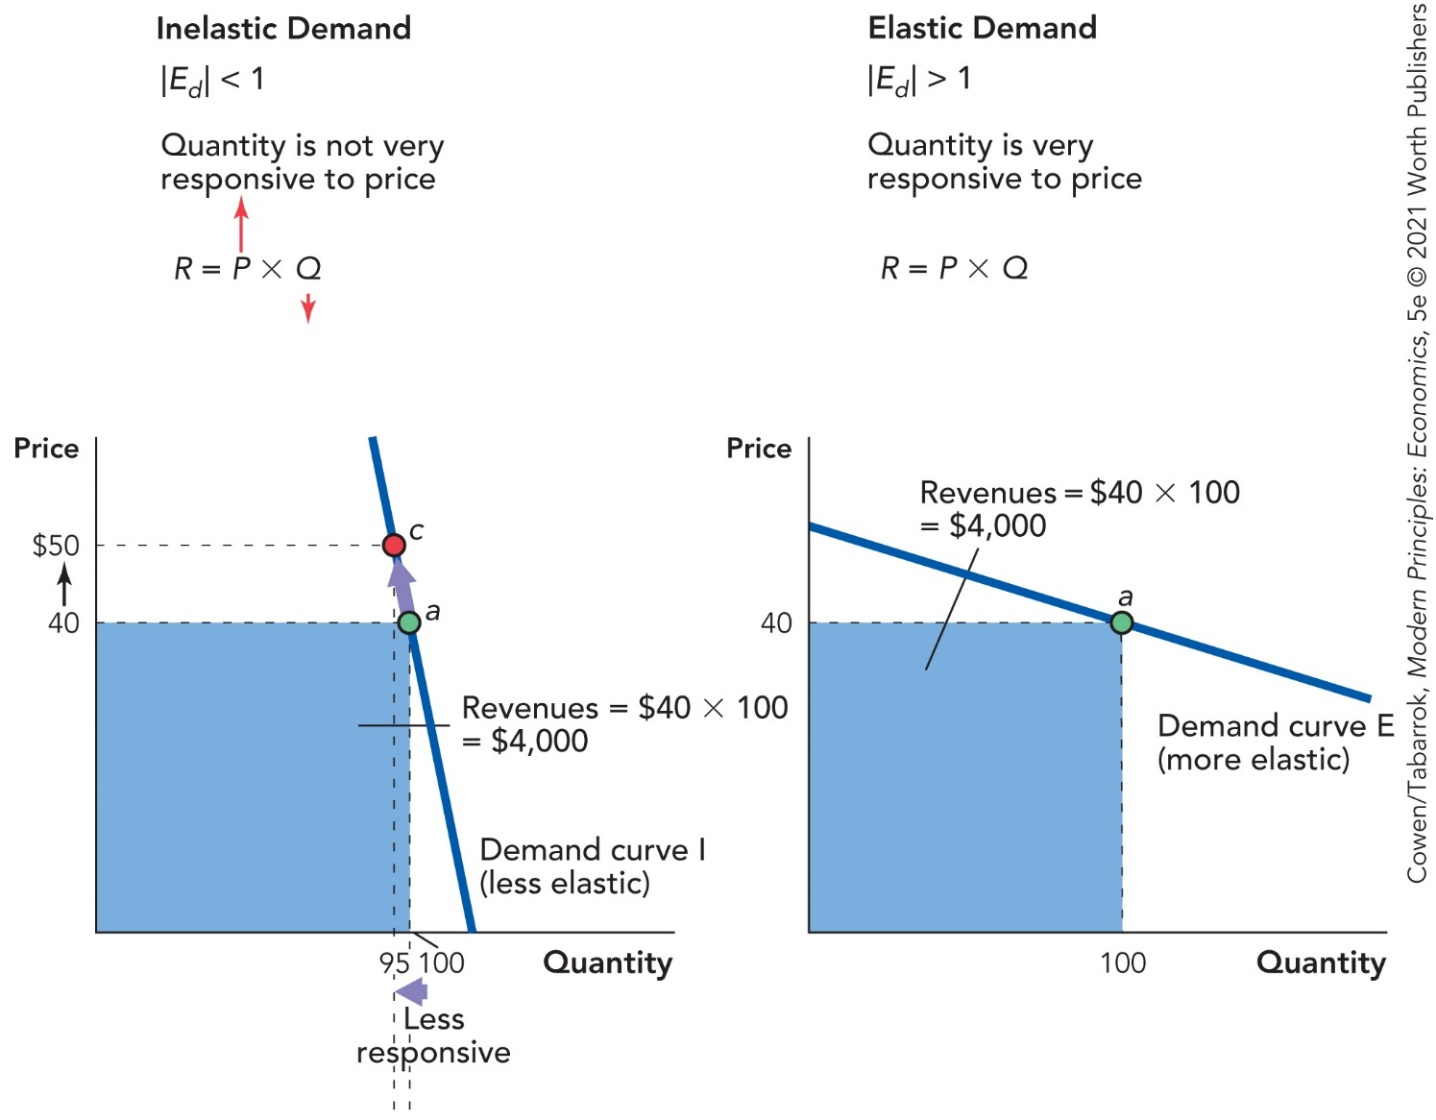 Inelastic Demand
|Ed| < 1
Quantity is not very
responsive to price
R = P × Q
Price
$50
40
c
a
Revenues = $40 × 100
= $4,000
Demand curve I
(less elastic)
95 100
Quantity
Less
responsive
Elastic Demand
|Ed| > 1
Quantity is very
responsive to price
R = P × Q
Price
Revenues = $40 × 100
= $4,000
40
a
Demand curve E
(more elastic)
100
Quantity
Cowen/Tabarrok, Modern Principles: Economics, 5e © 2021 Worth Publishers